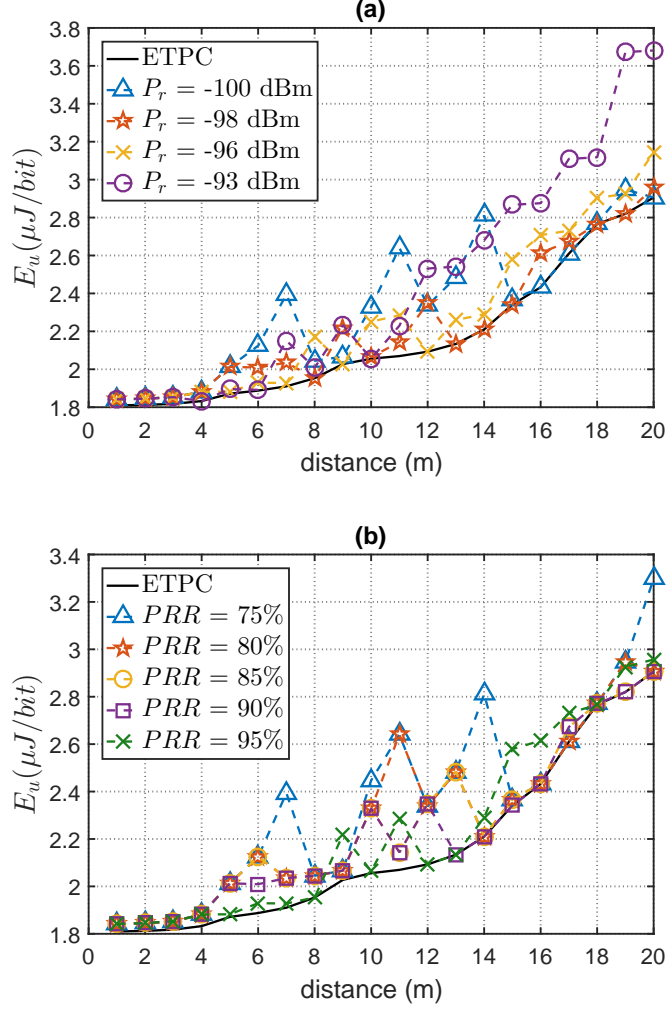 (a)
3.8
3.6
3.4
3.2
3
2.8
2.6
2.4
2.2
2
1.8
E_u(μJ/bit)
ETPC
P_r = -100 dBm
P_r = -98 dBm
P_r = -96 dBm
P_r = -93 dBm
0 2 4 6 8 10 12 14 16 18 20
distance (m)
(b)
3.4
3.2
3
2.8
2.6
2.4
2.2
2
1.8
E_u(μJ/bit)
ETPC
PRR = 75%
PRR = 80%
PRR = 85%
PRR = 90%
PRR = 95%
0 2 4 6 8 10 12 14 16 18 20
distance (m)